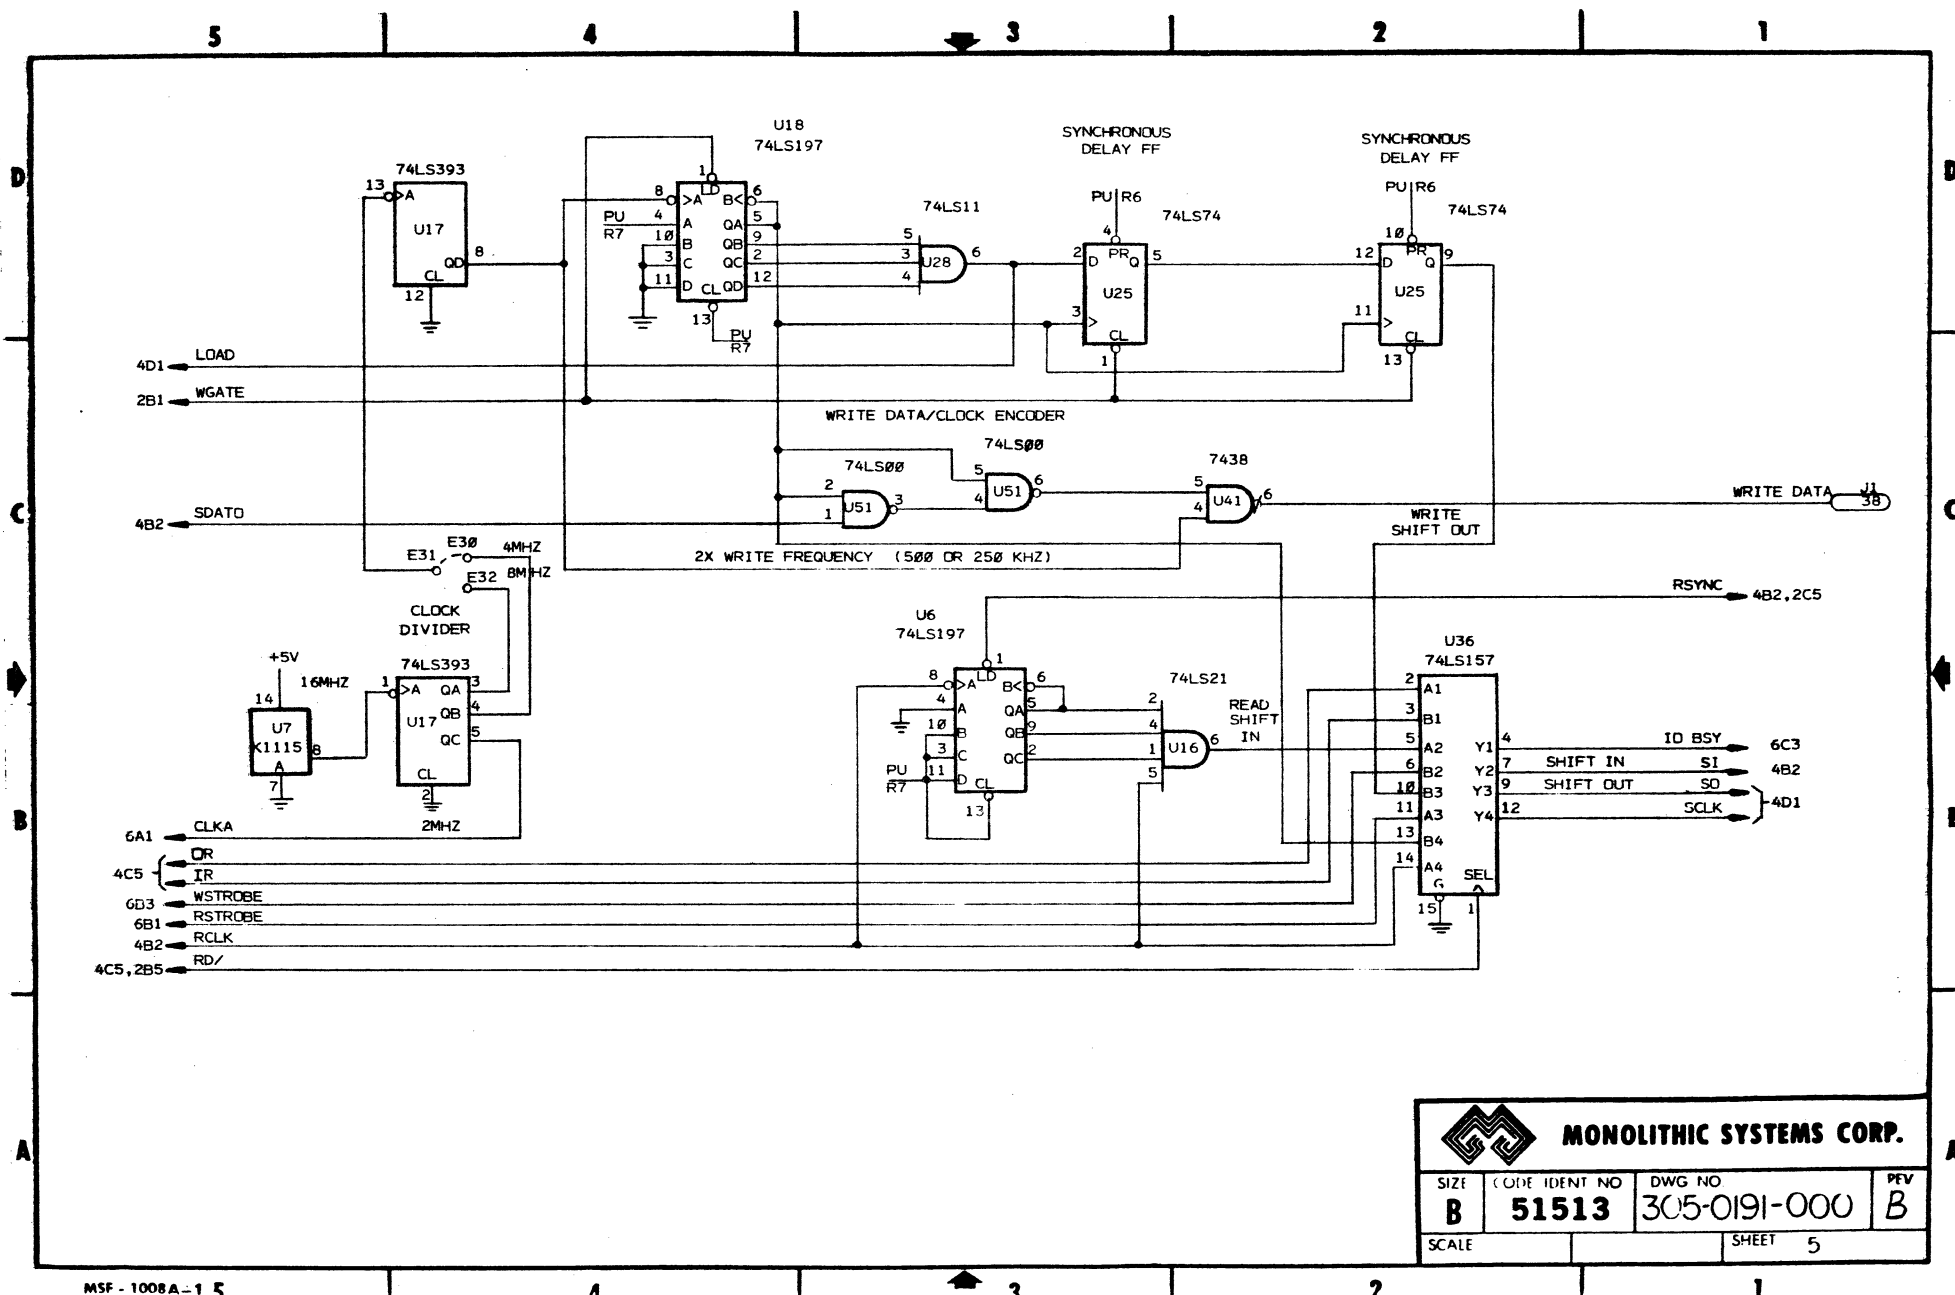 5 4 3 2 1
D
C
B
A
U18
74LS197
74LS393
13
>A
U17
QD
8
CL
12
1
LD
8
>A
B<
6
PU
R7
4
A
QA
5
10
B
QB
9
3
C
QC
2
11
D
CL
QD
12
13
PU
R7
74LS11
5
3
4
U28
6
SYNCHRONOUS
DELAY FF
PU R6
74LS74
4
2
D
PR
Q
5
U25
3
>
CL
1
SYNCHRONOUS
DELAY FF
PU R6
74LS74
10
12
D
PR
Q
9
U25
11
>
CL
13
4D1
LOAD
2B1
WGATE
WRITE DATA/CLOCK ENCODER
74LS00
2
1
U51
3
74LS00
5
4
U51
6
7438
5
4
U41
6
WRITE DATA
J1
38
WRITE
SHIFT OUT
4B2
SDATO
2X WRITE FREQUENCY (500 OR 250 KHZ)
E31
E30
4MHZ
E32
8MHZ
CLOCK
DIVIDER
74LS393
+5V
16MHZ
14
U7
K1115
A
8
7
1
>A
QA
3
U17
QB
4
QC
5
CL
2
2MHZ
RSYNC
4B2,2C5
U6
74LS197
1
LD
8
>A
B<
6
4
A
QA
5
10
B
QB
9
3
C
QC
2
PU
R7
11
D
CL
13
74LS21
2
4
1
5
U16
6
READ
SHIFT
IN
U36
74LS157
2
A1
3
B1
5
A2
6
B2
10
B3
11
A3
13
B4
14
A4
G
SEL
15
1
Y1
4
IO BSY
6C3
Y2
7
SHIFT IN
SI
4B2
Y3
9
SHIFT OUT
SO
Y4
12
SCLK
4D1
6A1
CLKA
4C5
OR
IR
6B3
WSTROBE
6B1
RSTROBE
4B2
RCLK
4C5,2B5
RD/
MONOLITHIC SYSTEMS CORP.
SIZE
B
CODE IDENT NO
51513
DWG NO.
305-0191-000
REV
B
SCALE
SHEET 5
MSF - 1008A-1 5 4 3 2 1